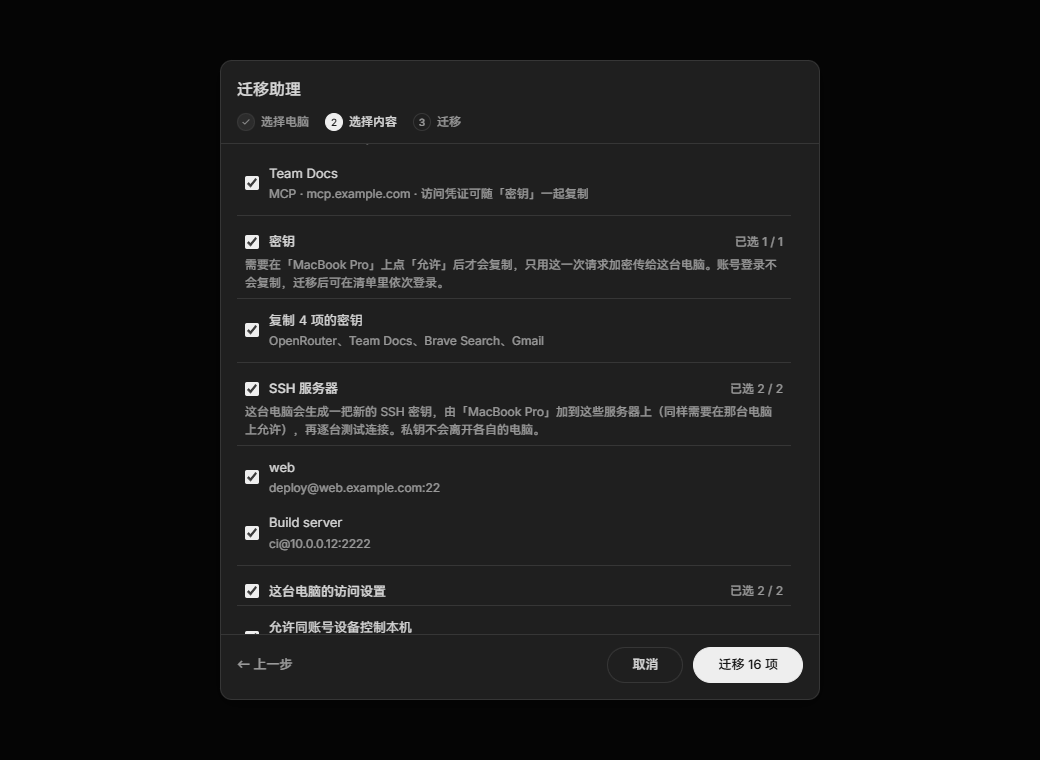 迁移助理
选择电脑
2 选择内容
3 迁移
Team Docs
MCP · mcp.example.com · 访问凭证可随「密钥」一起复制
密钥
已选 1 / 1
需要在「MacBook Pro」上点「允许」后才会复制，只用这一次请求加密传给这台电脑。账号登录不
会复制，迁移后可在清单里依次登录。
复制 4 项的密钥
OpenRouter、Team Docs、Brave Search、Gmail
SSH 服务器
已选 2 / 2
这台电脑会生成一把新的 SSH 密钥，由「MacBook Pro」加到这些服务器上（同样需要在那台电脑
上允许），再逐台测试连接。私钥不会离开各自的电脑。
web
deploy@web.example.com:22
Build server
ci@10.0.0.12:2222
这台电脑的访问设置
已选 2 / 2
允许同账号设备控制本机
← 上一步
取消
迁移 16 项